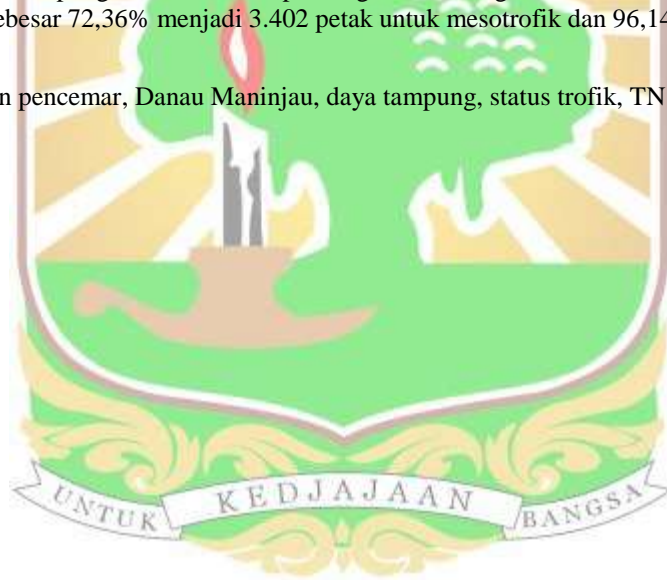 ebesar 72,36% menjadi 3.402 petak untuk mesotrofik dan 96,14
n pencemar, Danau Maninjau, daya tampung, status trofik, TN
UNTUK KEDJAJAAN BANGSA